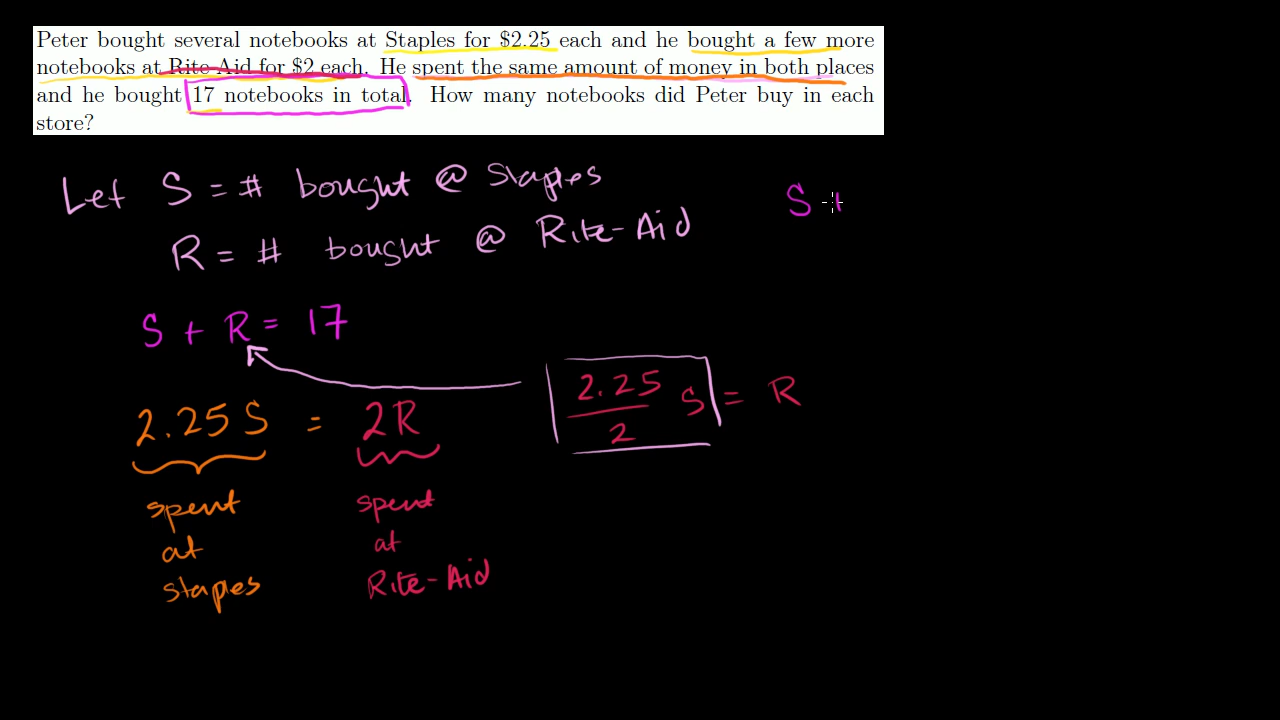 Peter bought several notebooks at Staples for $2.25 each and he bought a few more
notebooks at Rite Aid for $2 each. He spent the same amount of money in both places
and he bought 17 notebooks in total. How many notebooks did Peter buy in each
store?
Let S = # bought @ Staples
R = # bought @ Rite-Aid
S +
S + R = 17
2.25 S = 2R
2.25/2 S = R
spent at staples
spent at Rite-Aid